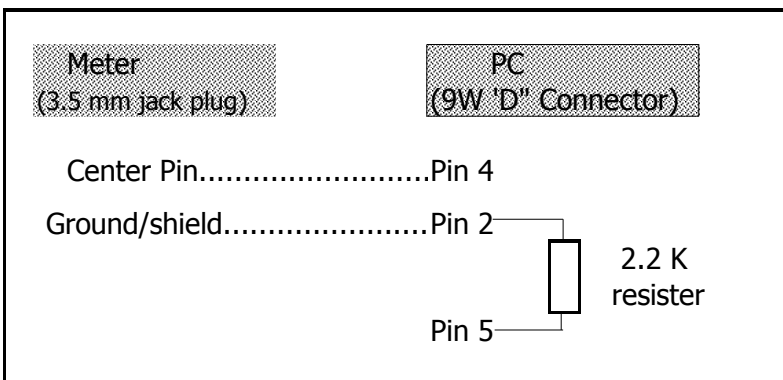 Meter
(3.5 mm jack plug)
PC
(9W 'D" Connector)
Center Pin..........................Pin 4
Ground/shield.......................Pin 2
2.2 K
resister
Pin 5